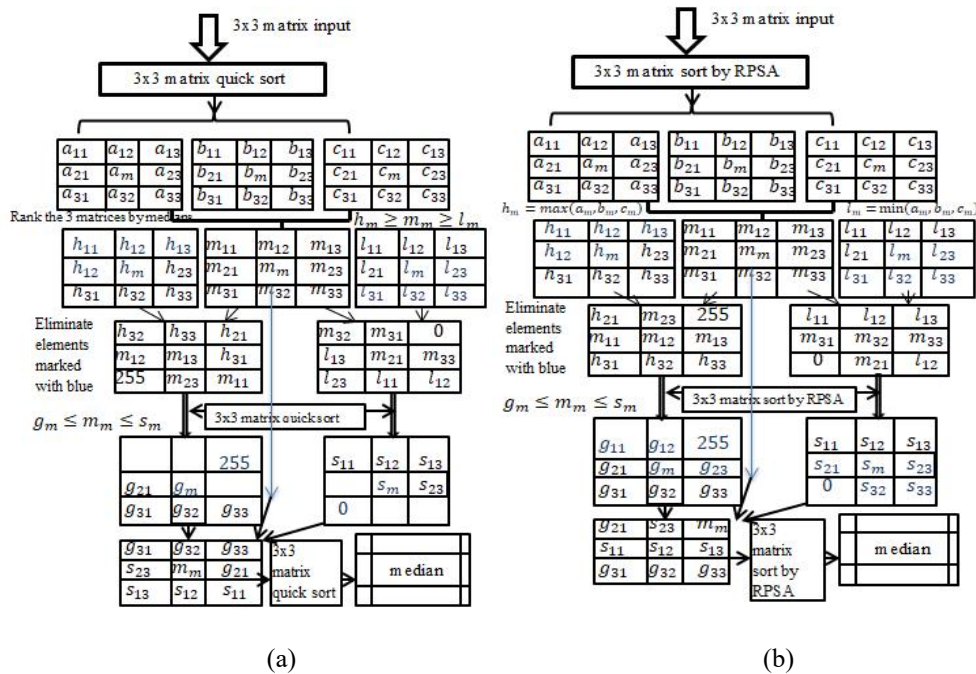 3x3 matrix input
3x3 matrix quick sort
a₁₁ a₁₂ a₁₃ b₁₁ b₁₂ b₁₃ c₁₁ c₁₂ c₁₃
a₂₁ aₘ a₂₃ b₂₁ bₘ b₂₃ c₂₁ cₘ c₂₃
a₃₁ a₃₂ a₃₃ b₃₁ b₃₂ b₃₃ c₃₁ c₃₂ c₃₃
Rank the 3 matrices by medians
hₘ ≥ mₘ ≥ lₘ
h₁₁ h₁₂ h₁₃ m₁₁ m₁₂ m₁₃ l₁₁ l₁₂ l₁₃
h₁₂ hₘ h₂₃ m₂₁ mₘ m₂₃ l₂₁ lₘ l₂₃
h₃₁ h₃₂ h₃₃ m₃₁ m₃₂ m₃₃ l₃₁ l₃₂ l₃₃
Eliminate
elements
marked
with blue
h₃₂ h₃₃ h₂₁ m₃₂ m₃₁ 0
m₁₂ m₁₃ h₃₁ l₁₃ m₂₁ m₃₃
255 m₂₃ m₁₁ l₂₃ l₁₁ l₁₂
gₘ ≤ mₘ ≤ sₘ
3x3 matrix quick sort
255 s₁₁ s₁₂ s₁₃
g₂₁ gₘ sₘ s₂₃
g₃₁ g₃₂ g₃₃ 0
g₃₁ g₃₂ g₃₃
s₂₃ mₘ g₂₁
s₁₃ s₁₂ s₁₁
3x3
matrix
quick sort
median
(a)
3x3 matrix input
3x3 matrix sort by RPSA
a₁₁ a₁₂ a₁₃ b₁₁ b₁₂ b₁₃ c₁₁ c₁₂ c₁₃
a₂₁ aₘ a₂₃ b₂₁ bₘ b₂₃ c₂₁ cₘ c₂₃
a₃₁ a₃₂ a₃₃ b₃₁ b₃₂ b₃₃ c₃₁ c₃₂ c₃₃
hₘ = max(aₘ, bₘ, cₘ)
lₘ = min(aₘ, bₘ, cₘ)
h₁₁ h₁₂ h₁₃ m₁₁ m₁₂ m₁₃ l₁₁ l₁₂ l₁₃
h₁₂ hₘ h₂₃ m₂₁ mₘ m₂₃ l₂₁ lₘ l₂₃
h₃₁ h₃₂ h₃₃ m₃₁ m₃₂ m₃₃ l₃₁ l₃₂ l₃₃
Eliminate
elements
marked
with blue
h₂₁ m₂₃ 255 l₁₁ l₁₂ l₁₃
m₁₁ m₁₂ m₁₃ m₃₁ m₃₂ m₃₃
h₃₁ h₃₂ h₃₃ 0 m₂₁ l₁₂
gₘ ≤ mₘ ≤ sₘ
3x3 matrix sort by RPSA
g₁₁ g₁₂ 255 s₁₁ s₁₂ s₁₃
g₂₁ gₘ g₂₃ s₂₁ sₘ s₂₃
g₃₁ g₃₂ g₃₃ 0 s₃₂ s₃₃
g₂₁ s₂₃ mₘ
s₁₁ s₁₂ s₁₃
g₃₁ g₃₂ g₃₃
3x3
matrix
sort by
RPSA
median
(b)